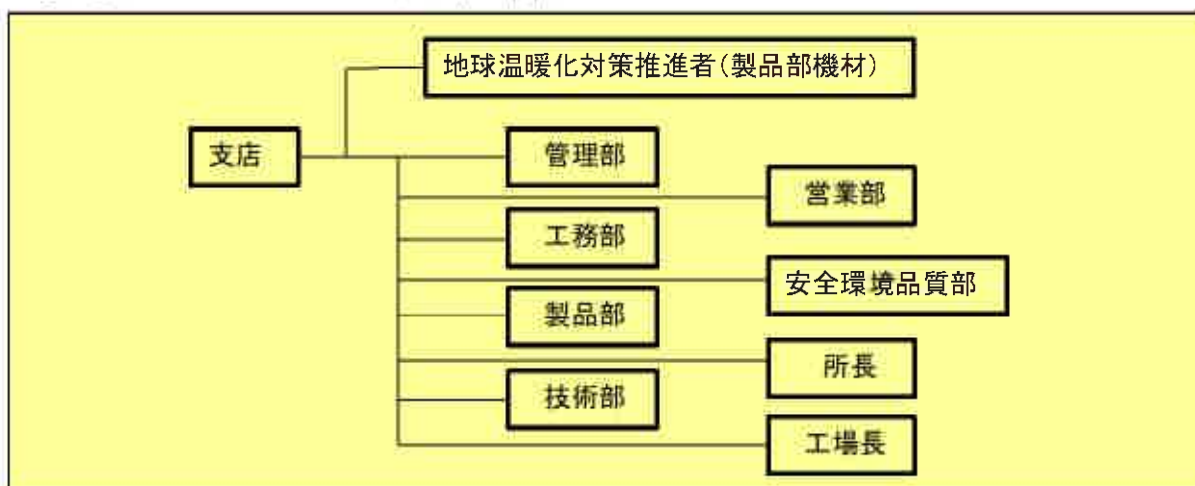 地球温暖化対策推進者（製品部機材）
支店
管理部
営業部
工務部
安全環境品質部
製品部
所長
技術部
工場長